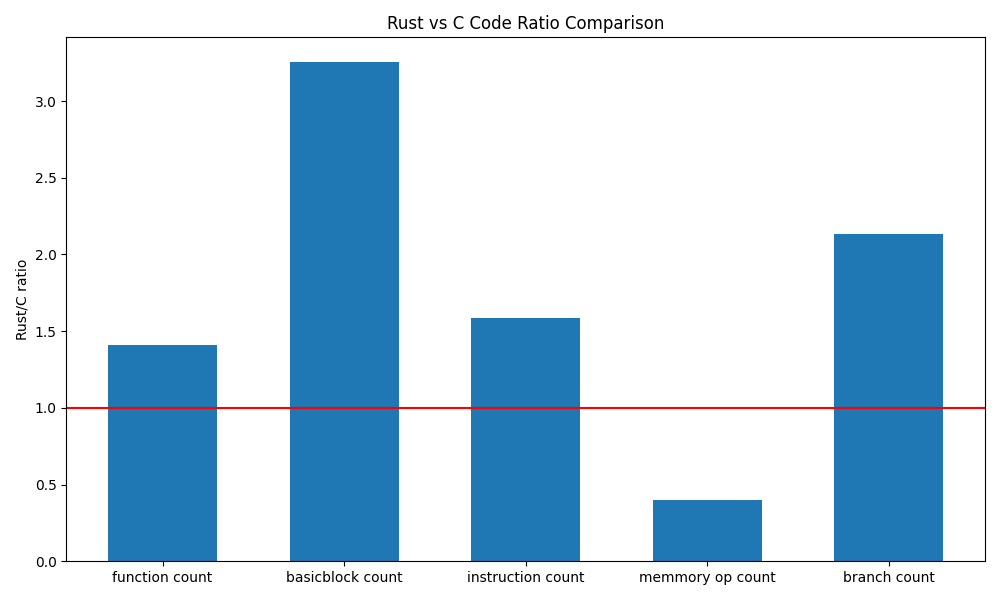 Rust vs C Code Ratio Comparison
Rust/C ratio
3.0
2.5
2.0
1.5
1.0
0.5
0.0
function count
basicblock count
instruction count
memmory op count
branch count